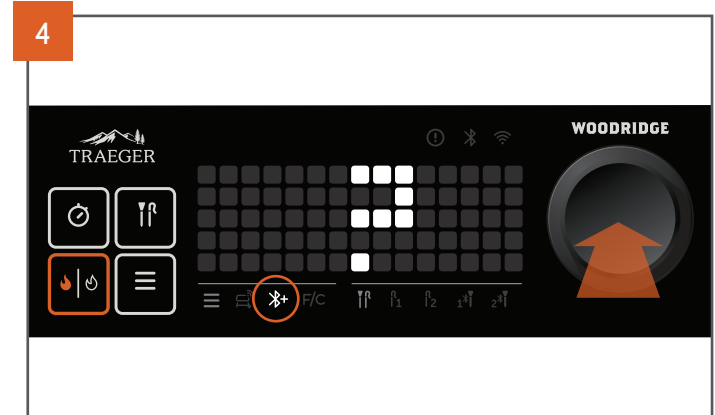 4
WOODRIDGE
TRAEGER
?
F/C 1 2 1 2